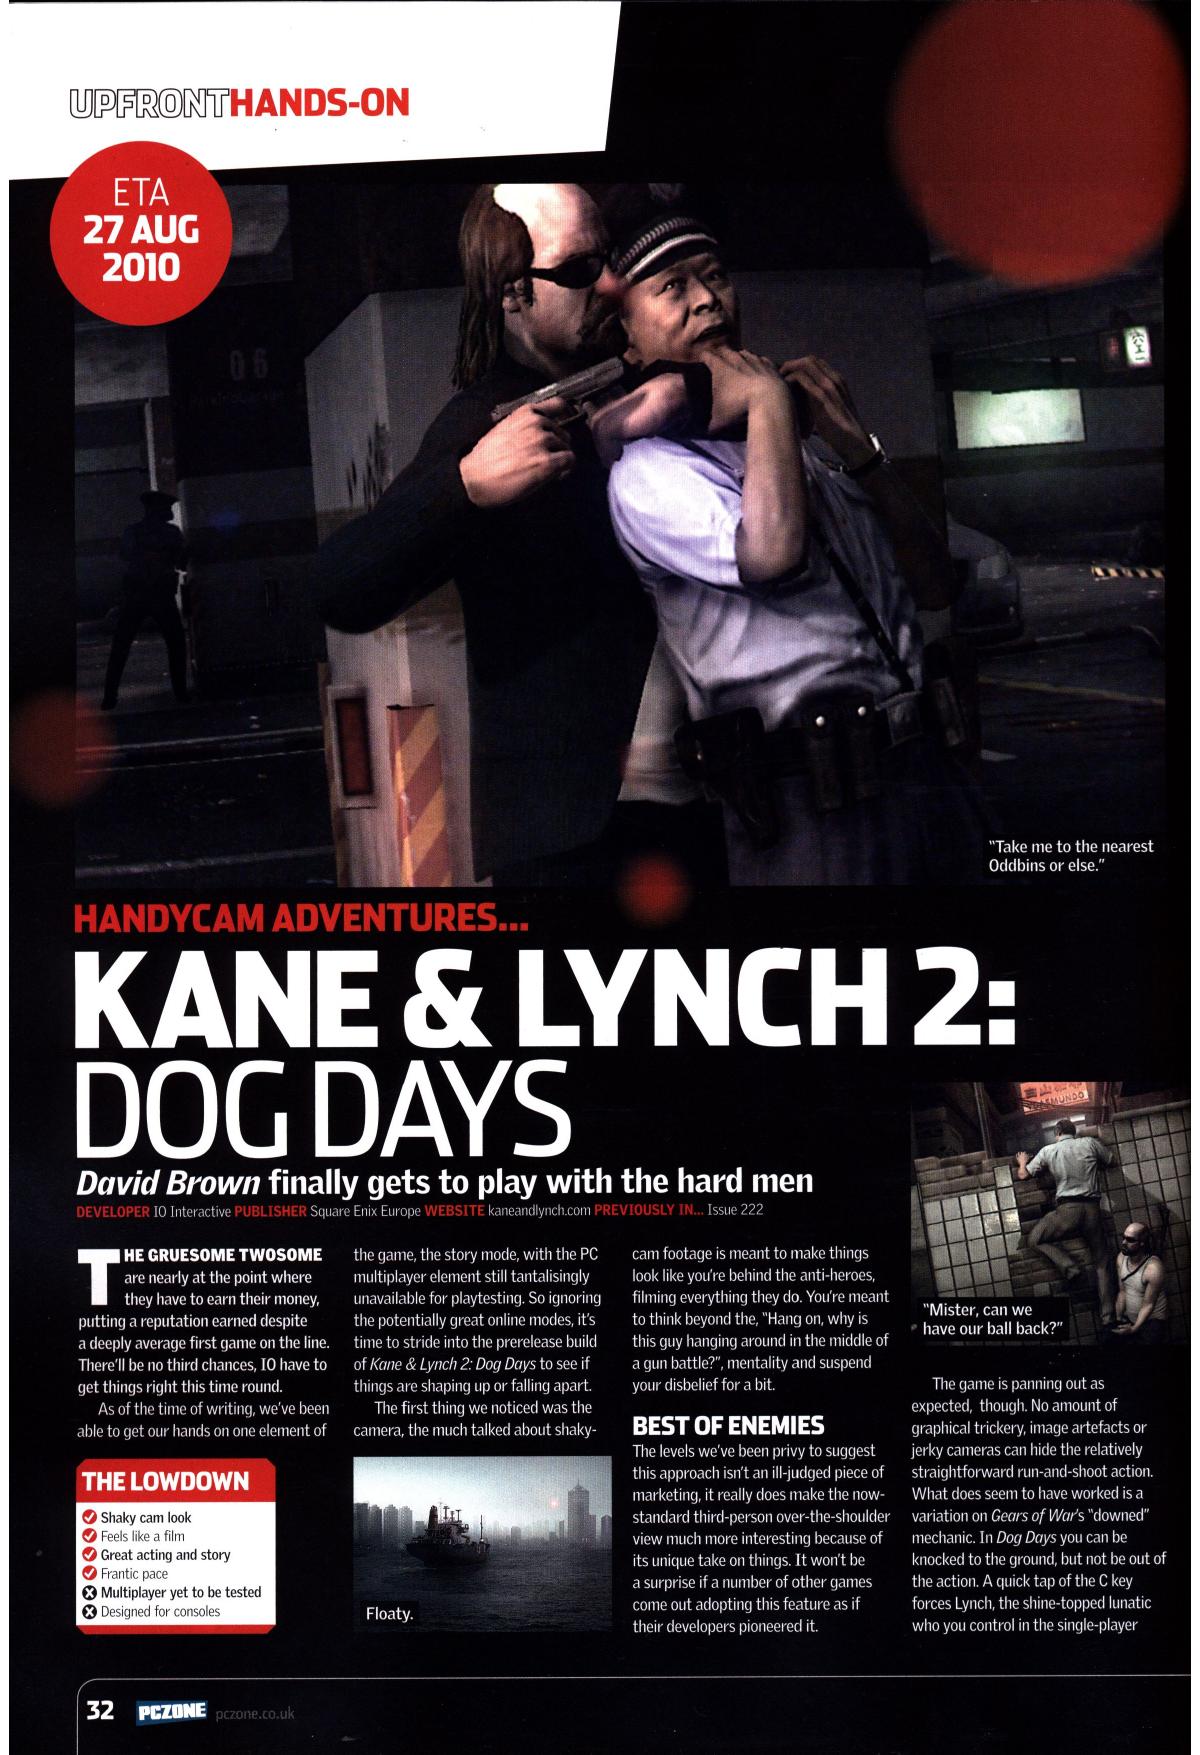 UPFRONTHANDS-ON
ETA
27 AUG
2010
06
"Take me to the nearest
Oddbins or else."
HANDYCAM ADVENTURES...
KANE & LYNCH 2:
DOG DAYS
David Brown finally gets to play with the hard men
DEVELOPER IO Interactive PUBLISHER Square Enix Europe WEBSITE kaneandlynch.com PREVIOUSLY IN... Issue 222
THE GRUESOME TWOSOME
are nearly at the point where
they have to earn their money,
putting a reputation earned despite
a deeply average first game on the line.
There'll be no third chances, IO have to
get things right this time round.
As of the time of writing, we've been
able to get our hands on one element of
THE LOWDOWN
Shaky cam look
Feels like a film
Great acting and story
Frantic pace
Multiplayer yet to be tested
Designed for consoles
the game, the story mode, with the PC
multiplayer element still tantalisingly
unavailable for playtesting. So ignoring
the potentially great online modes, it's
time to stride into the prerelease build
of Kane & Lynch 2: Dog Days to see if
things are shaping up or falling apart.
The first thing we noticed was the
camera, the much talked about shaky-
Floaty.
cam footage is meant to make things
look like you're behind the anti-heroes,
filming everything they do. You're meant
to think beyond the, "Hang on, why is
this guy hanging around in the middle of
a gun battle?", mentality and suspend
your disbelief for a bit.
BEST OF ENEMIES
The levels we've been privy to suggest
this approach isn't an ill-judged piece of
marketing, it really does make the now-
standard third-person over-the-shoulder
view much more interesting because of
its unique take on things. It won't be
a surprise if a number of other games
come out adopting this feature as if
their developers pioneered it.
"Mister, can we
have our ball back?"
The game is panning out as
expected, though. No amount of
graphical trickery, image artefacts or
jerky cameras can hide the relatively
straightforward run-and-shoot action.
What does seem to have worked is a
variation on Gears of War's "downed"
mechanic. In Dog Days you can be
knocked to the ground, but not be out of
the action. A quick tap of the C key
forces Lynch, the shine-topped lunatic
who you control in the single-player
32 PCZONE pczone.co.uk